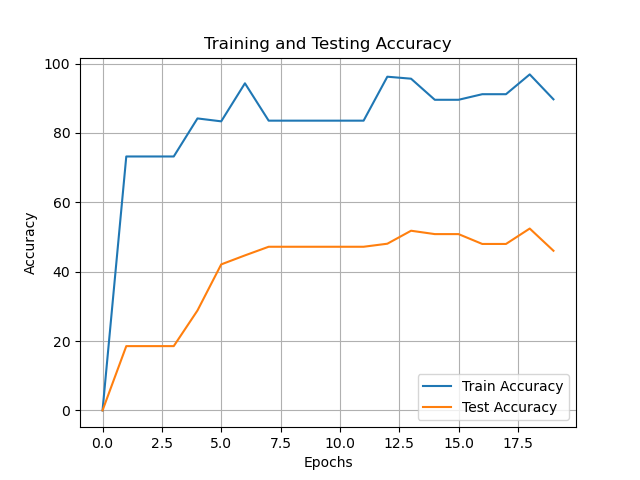 Training and Testing Accuracy
100
80
60
40
20
0
Accuracy
0.0 2.5 5.0 7.5 10.0 12.5 15.0 17.5
Epochs
Train Accuracy
Test Accuracy